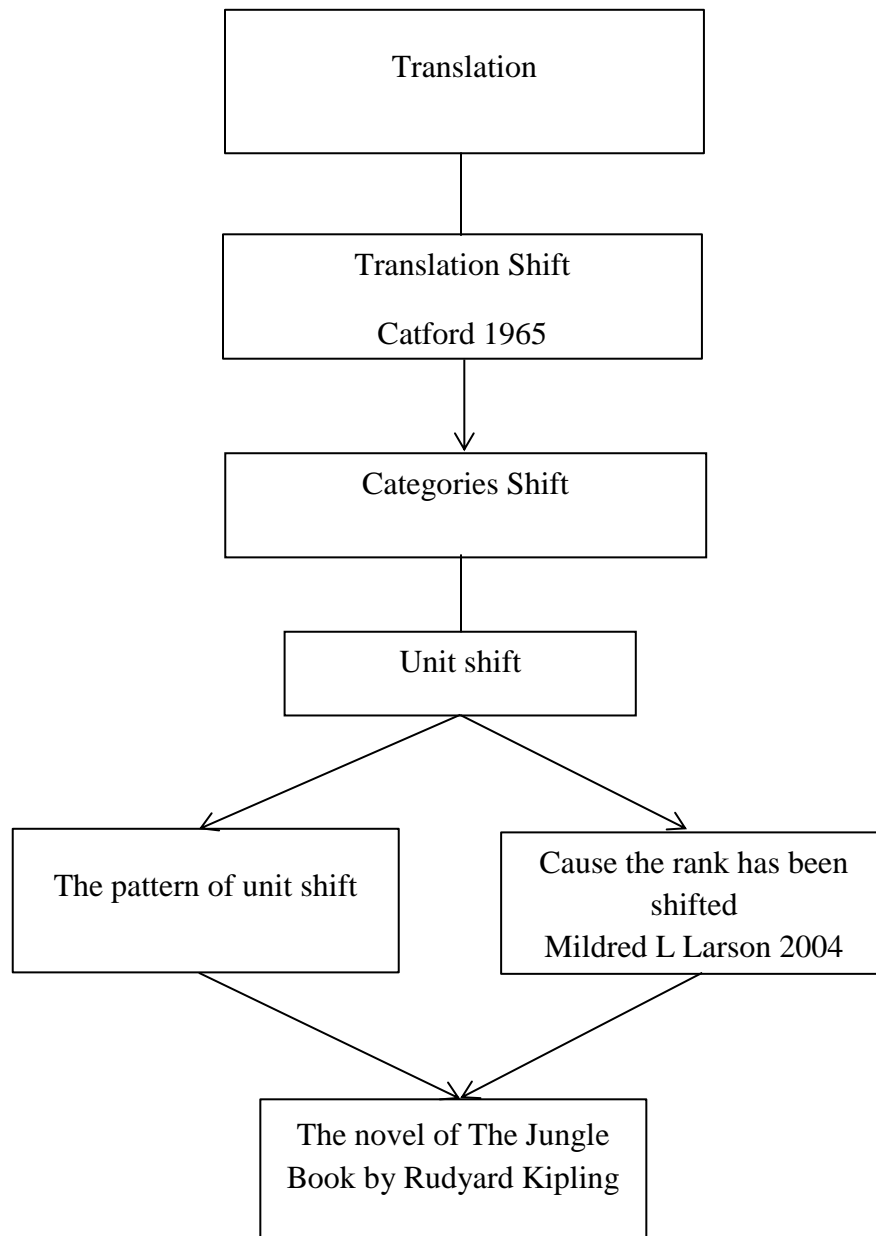 Translation
Translation Shift
Catford 1965
Categories Shift
Unit shift
The pattern of unit shift
Cause the rank has been
shifted
Mildred L Larson 2004
The novel of The Jungle
Book by Rudyard Kipling